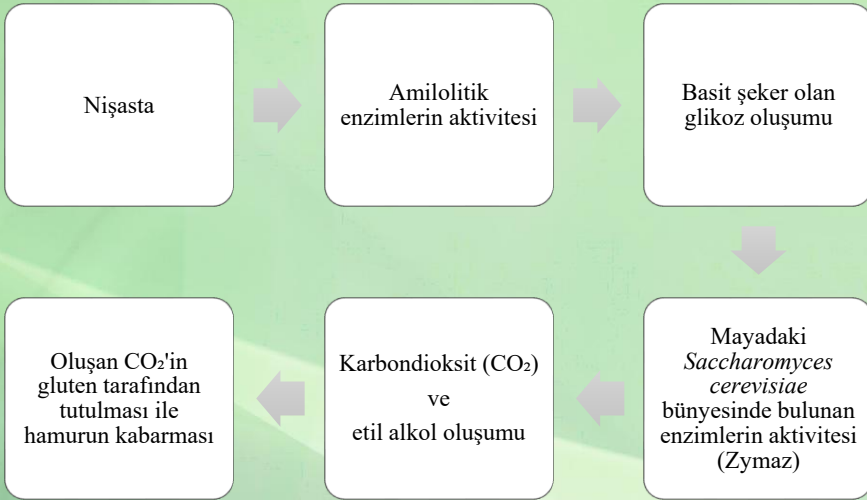 Nişasta
Amilolitik
enzimlerin aktivitesi
Basit şeker olan
glikoz oluşumu
Mayadaki
Saccharomyces
cerevisiae
bünyesinde bulunan
enzimlerin aktivitesi
(Zymaz)
Karbondioksit (CO₂)
ve
etil alkol oluşumu
Oluşan CO₂'in
gluten tarafından
tutulması ile
hamurun kabarması